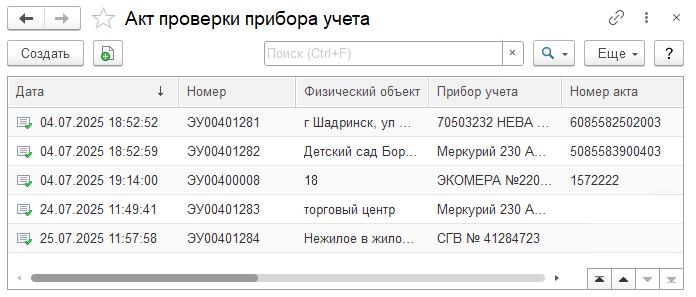 Акт проверки прибора учета
Создать Поиск (Ctrl+F) × Еще ?
Дата ↓ Номер Физический объект Прибор учета Номер акта
04.07.2025 18:52:52 ЭУ00401281 г Шадринск, ул ... 70503232 НЕВА ... 6085582502003
04.07.2025 18:52:59 ЭУ00401282 Детский сад Бор... Меркурий 230 А... 5085583900403
04.07.2025 19:14:00 ЭУ00400008 18 ЭКОМЕРА №220... 1572222
24.07.2025 11:49:41 ЭУ00401283 торговый центр Меркурий 230 А...
25.07.2025 11:57:58 ЭУ00401284 Нежилое в жило... СГВ № 41284723